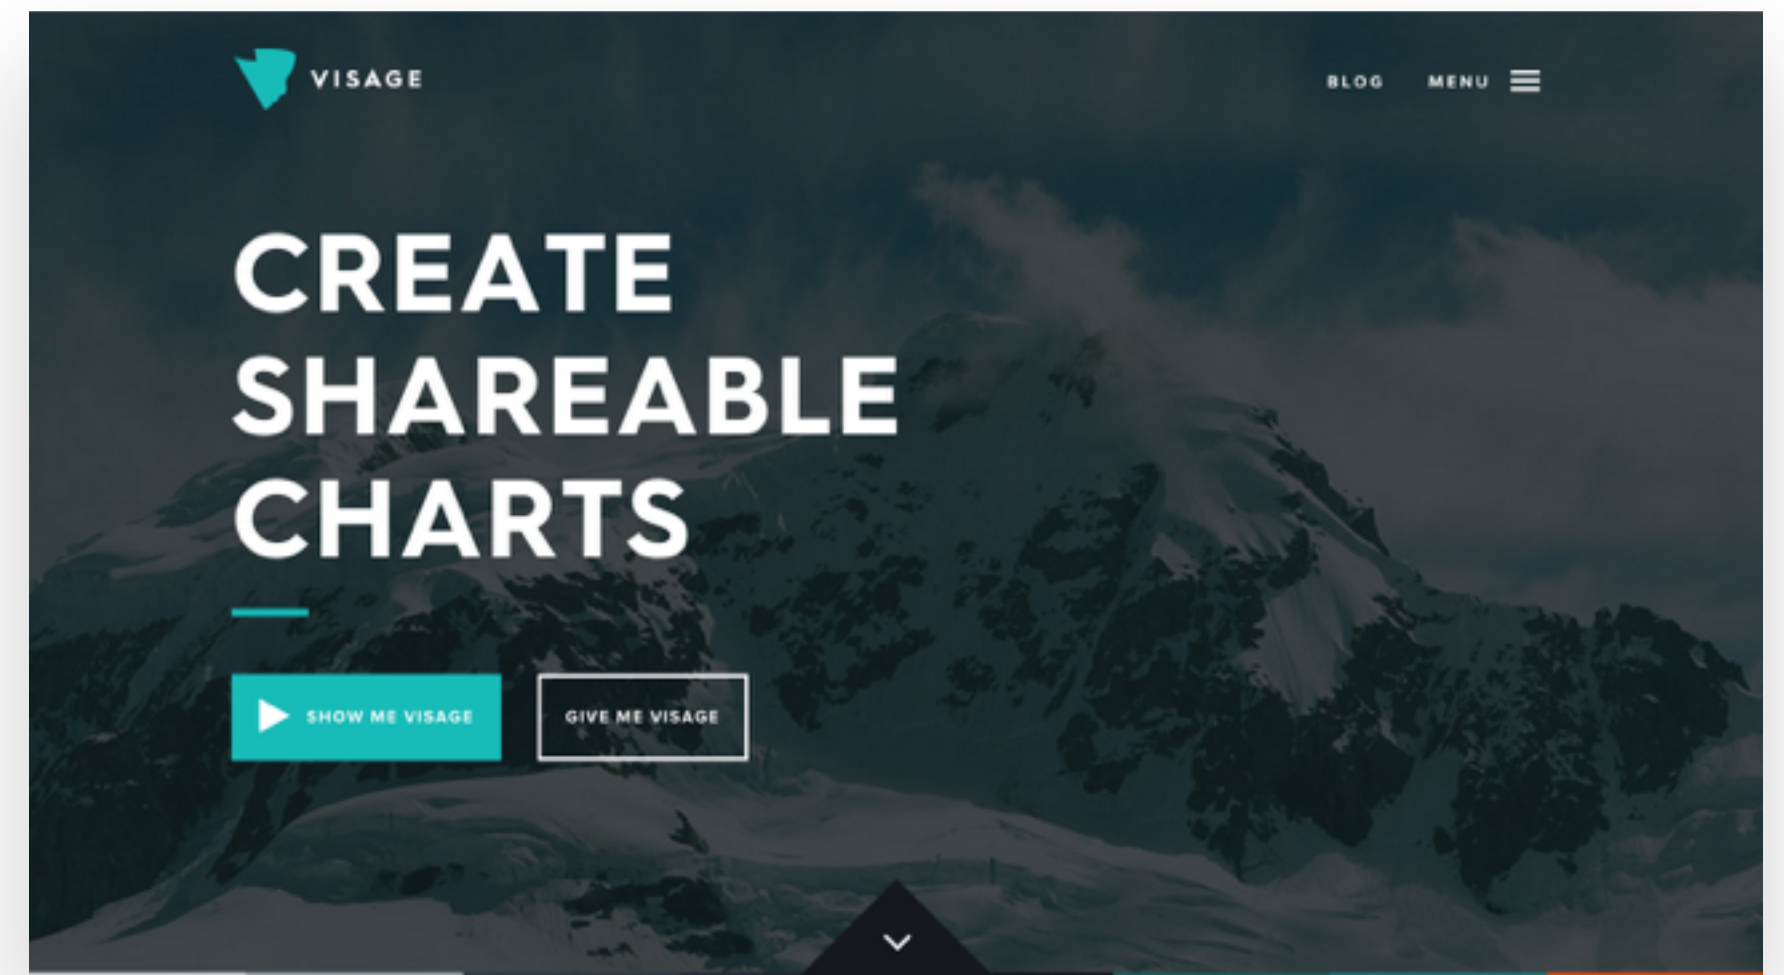 VISAGE
BLOG MENU
CREATE
SHAREABLE
CHARTS
SHOW ME VISAGE
GIVE ME VISAGE